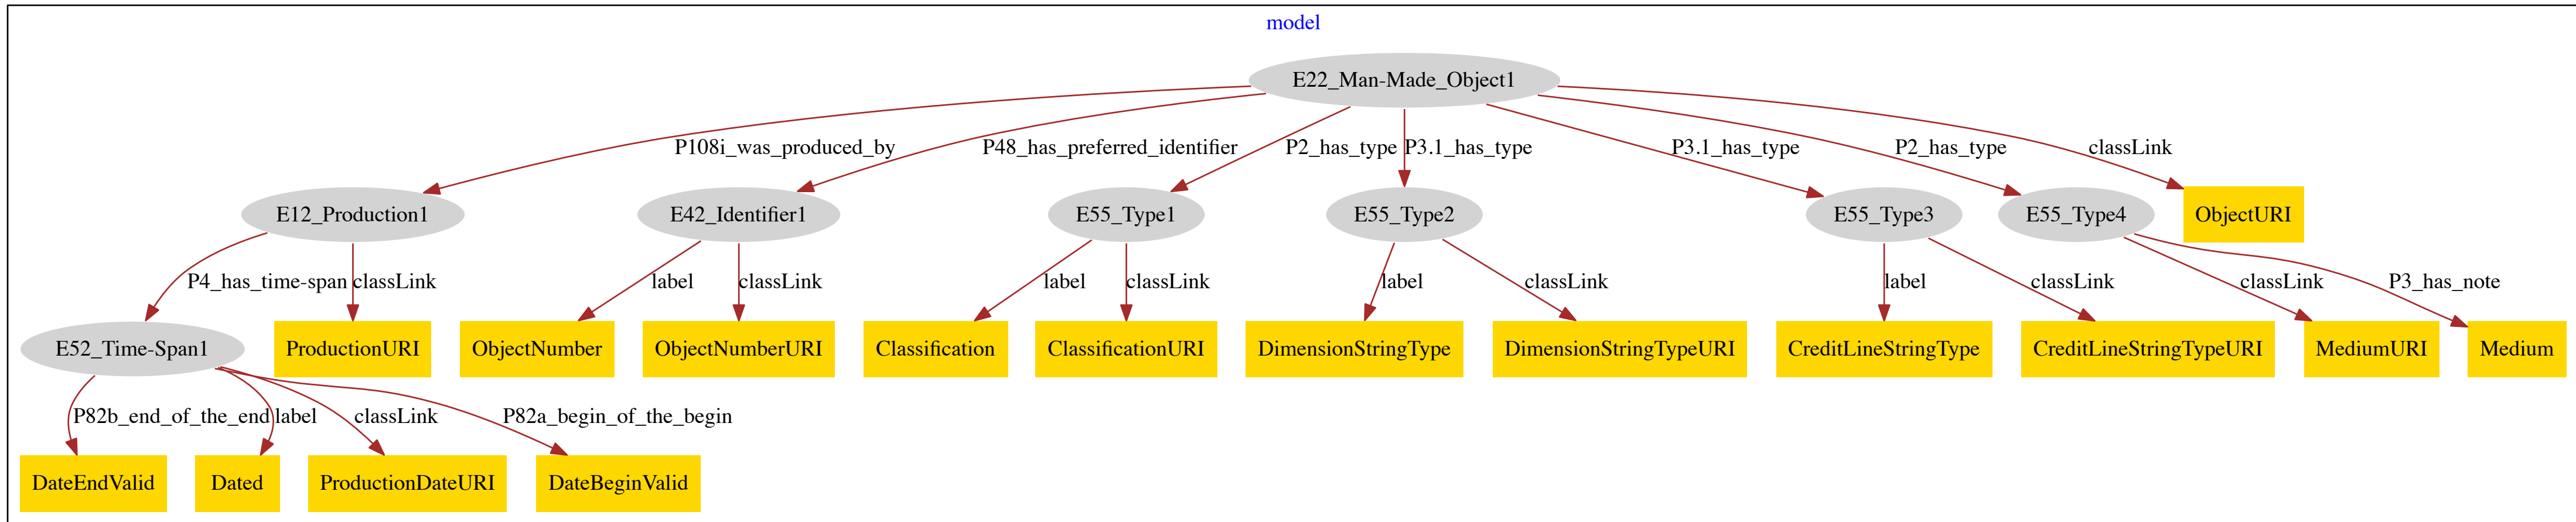 model
E22_Man-Made_Object1
P108i_was_produced_by
P48_has_preferred_identifier
P2_has_type
P3.1_has_type
P3.1_has_type
P2_has_type
classLink
E12_Production1
E42_Identifier1
E55_Type1
E55_Type2
E55_Type3
E55_Type4
ObjectURI
P4_has_time-span
classLink
label
classLink
label
classLink
label
classLink
label
classLink
classLink
P3_has_note
E52_Time-Span1
ProductionURI
ObjectNumber
ObjectNumberURI
Classification
ClassificationURI
DimensionStringType
DimensionStringTypeURI
CreditLineStringType
CreditLineStringTypeURI
MediumURI
Medium
P82b_end_of_the_end
label
classLink
P82a_begin_of_the_begin
DateEndValid
Dated
ProductionDateURI
DateBeginValid